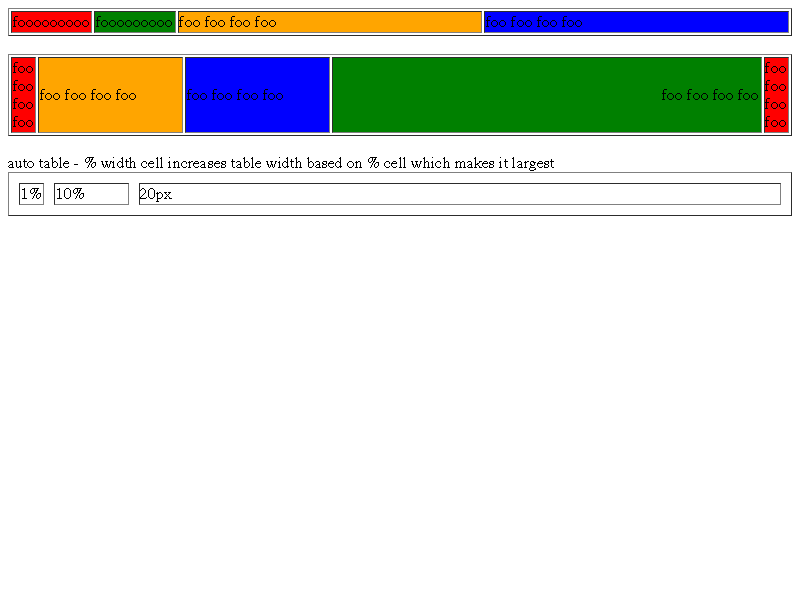 fooooooooo fooooooooo foo foo foo foo foo foo foo foo
foo
foo
foo
foo
foo foo foo foo
foo foo foo foo
foo foo foo foo
foo
foo
foo
foo
auto table - % width cell increases table width based on % cell which makes it largest
1% 10% 20px